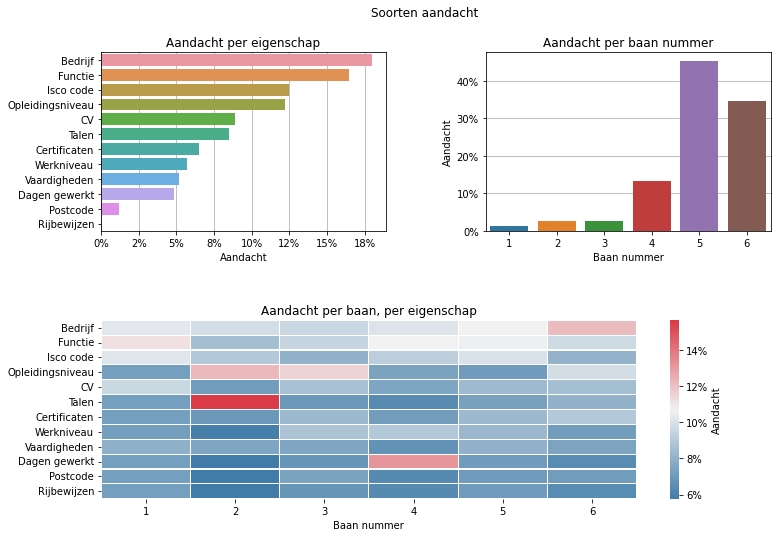 Soorten aandacht
Aandacht per eigenschap
Bedrijf
Functie
Isco code
Opleidingsniveau
CV
Talen
Certificaten
Werkniveau
Vaardigheden
Dagen gewerkt
Postcode
Rijbewijzen
0% 2% 5% 8% 10% 12% 15% 18%
Aandacht
Aandacht per baan nummer
Aandacht
40%
30%
20%
10%
0%
1 2 3 4 5 6
Baan nummer
Aandacht per baan, per eigenschap
Bedrijf
Functie
Isco code
Opleidingsniveau
CV
Talen
Certificaten
Werkniveau
Vaardigheden
Dagen gewerkt
Postcode
Rijbewijzen
1 2 3 4 5 6
Baan nummer
14%
12%
10%
8%
6%
Aandacht